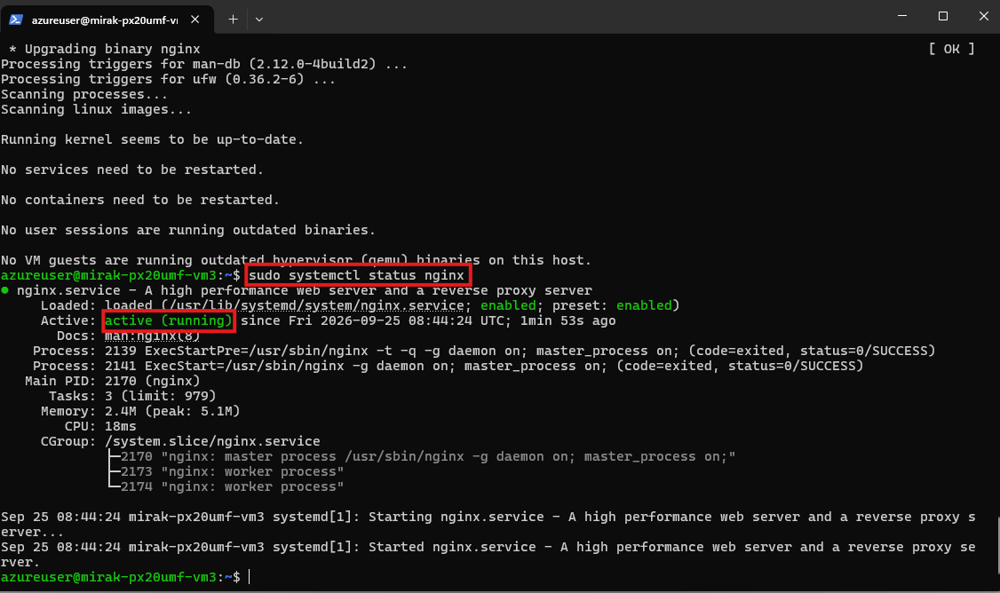 azureuser@mirak-px20umf-vi
* Upgrading binary nginx [ OK ]
Processing triggers for man-db (2.12.0-4build2) ...
Processing triggers for ufw (0.36.2-6) ...
Scanning processes...
Scanning linux images...
Running kernel seems to be up-to-date.
No services need to be restarted.
No containers need to be restarted.
No user sessions are running outdated binaries.
No VM guests are running outdated hypervisor (qemu) binaries on this host.
azureuser@mirak-px20umf-vm3:~$ sudo systemctl status nginx
● nginx.service - A high performance web server and a reverse proxy server
Loaded: loaded (/usr/lib/systemd/system/nginx.service; enabled; preset: enabled)
Active: active (running) since Fri 2026-09-25 08:44:24 UTC; 1min 53s ago
Docs: man:nginx(8)
Process: 2139 ExecStartPre=/usr/sbin/nginx -t -q -g daemon on; master_process on; (code=exited, status=0/SUCCESS)
Process: 2141 ExecStart=/usr/sbin/nginx -g daemon on; master_process on; (code=exited, status=0/SUCCESS)
Main PID: 2170 (nginx)
Tasks: 3 (limit: 979)
Memory: 2.4M (peak: 5.1M)
CPU: 18ms
CGroup: /system.slice/nginx.service
├─2170 "nginx: master process /usr/sbin/nginx -g daemon on; master_process on;"
├─2173 "nginx: worker process"
└─2174 "nginx: worker process"
Sep 25 08:44:24 mirak-px20umf-vm3 systemd[1]: Starting nginx.service - A high performance web server and a reverse proxy s
erver...
Sep 25 08:44:24 mirak-px20umf-vm3 systemd[1]: Started nginx.service - A high performance web server and a reverse proxy se
rver.
azureuser@mirak-px20umf-vm3:~$